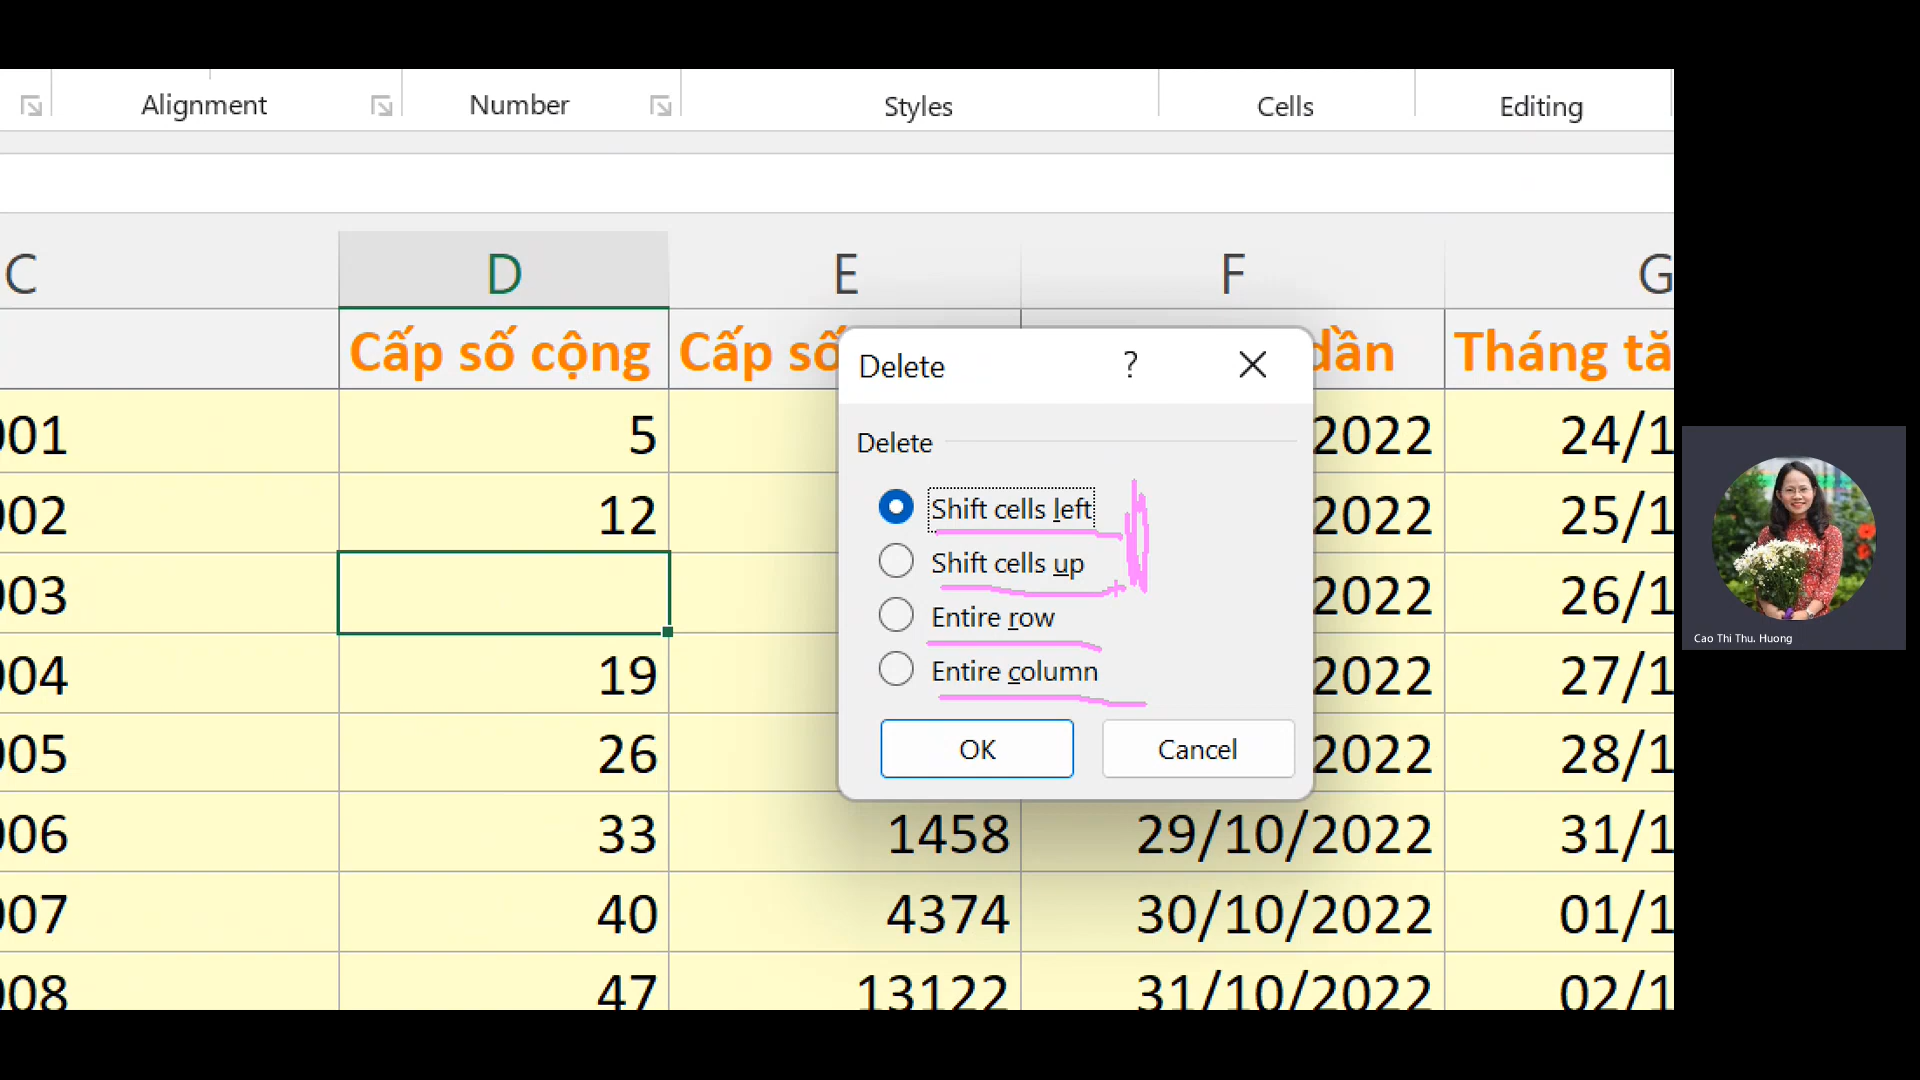 Alignment Number Styles Cells Editing
C D E F G
Cấp số cộng Cấp số dần Tháng tă
Delete ?
Delete
Shift cells left
Shift cells up
Entire row
Entire column
OK Cancel
001 5 2022 24/1
002 12 2022 25/1
003 2022 26/1
004 19 2022 27/1
005 26 2022 28/1
006 33 1458 29/10/2022 31/1
007 40 4374 30/10/2022 01/1
008 47 13122 31/10/2022 02/1
Cao Thi Thu. Huong